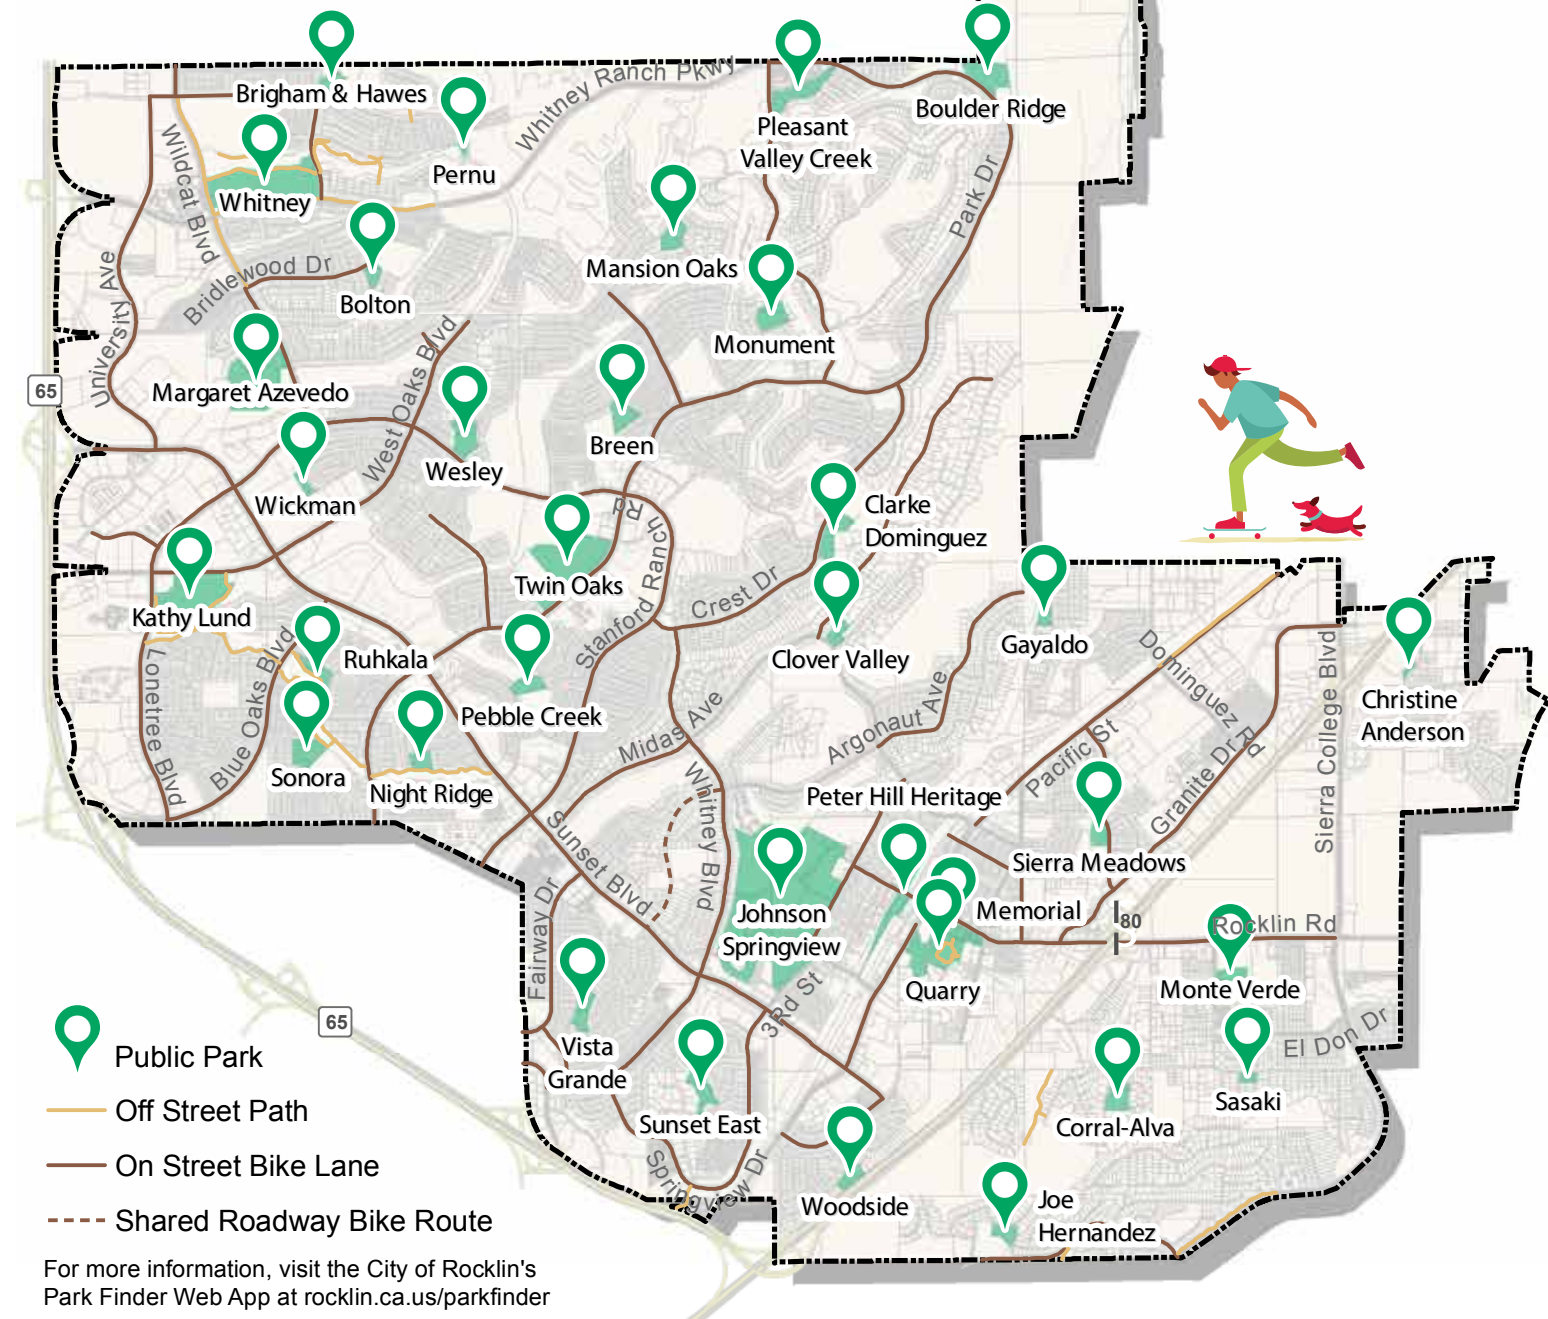 Brigham & Hawes
Pernu
Whitney Ranch Pkwy
Pleasant
Valley Creek
Boulder Ridge
Wildcat Blvd
Whitney
Park Dr
Mansion Oaks
Bridlewood Dr
Bolton
University Ave
Monument
65
Margaret Azevedo
West Oaks Blvd
Breen
Wesley
Wickman
Clarke
Dominguez
Stanford Ranch Rd
Twin Oaks
Crest Dr
Kathy Lund
Clover Valley
Gayaldo
Dominguez Rd
Ruhkala
Lonetree Blvd
Blue Oaks Blvd
Pebble Creek
Sonora
Night Ridge
Midas Ave
Argonaut Ave
Pacific St
Granite Dr
Sierra College Blvd
Christine
Anderson
Whitney Blvd
Peter Hill Heritage
Sunset Blvd
Sierra Meadows
Johnson
Springview
Memorial
I 80
Rocklin Rd
Fairway Dr
Quarry
Monte Verde
3Rd St
El Don Dr
Vista
Grande
65
Sunset East
Corral-Alva
Sasaki
Springview Dr
Woodside
Joe
Hernandez
Public Park
Off Street Path
On Street Bike Lane
Shared Roadway Bike Route
For more information, visit the City of Rocklin's
Park Finder Web App at rocklin.ca.us/parkfinder